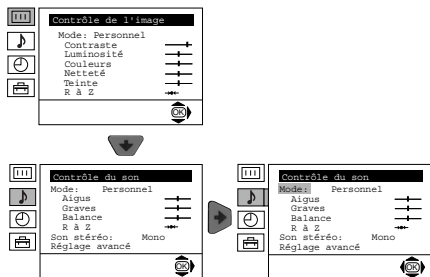 Contrôle de l'image
Mode: Personnel
Contraste
Luminosité
Couleurs
Netteté
Teinte
R à Z
OK
Contrôle du son
Mode: Personnel
Aigus
Graves
Balance
R à Z
Son stéréo: Mono
Réglage avancé
OK
Contrôle du son
Mode: Personnel
Aigus
Graves
Balance
R à Z
Son stéréo: Mono
Réglage avancé
OK